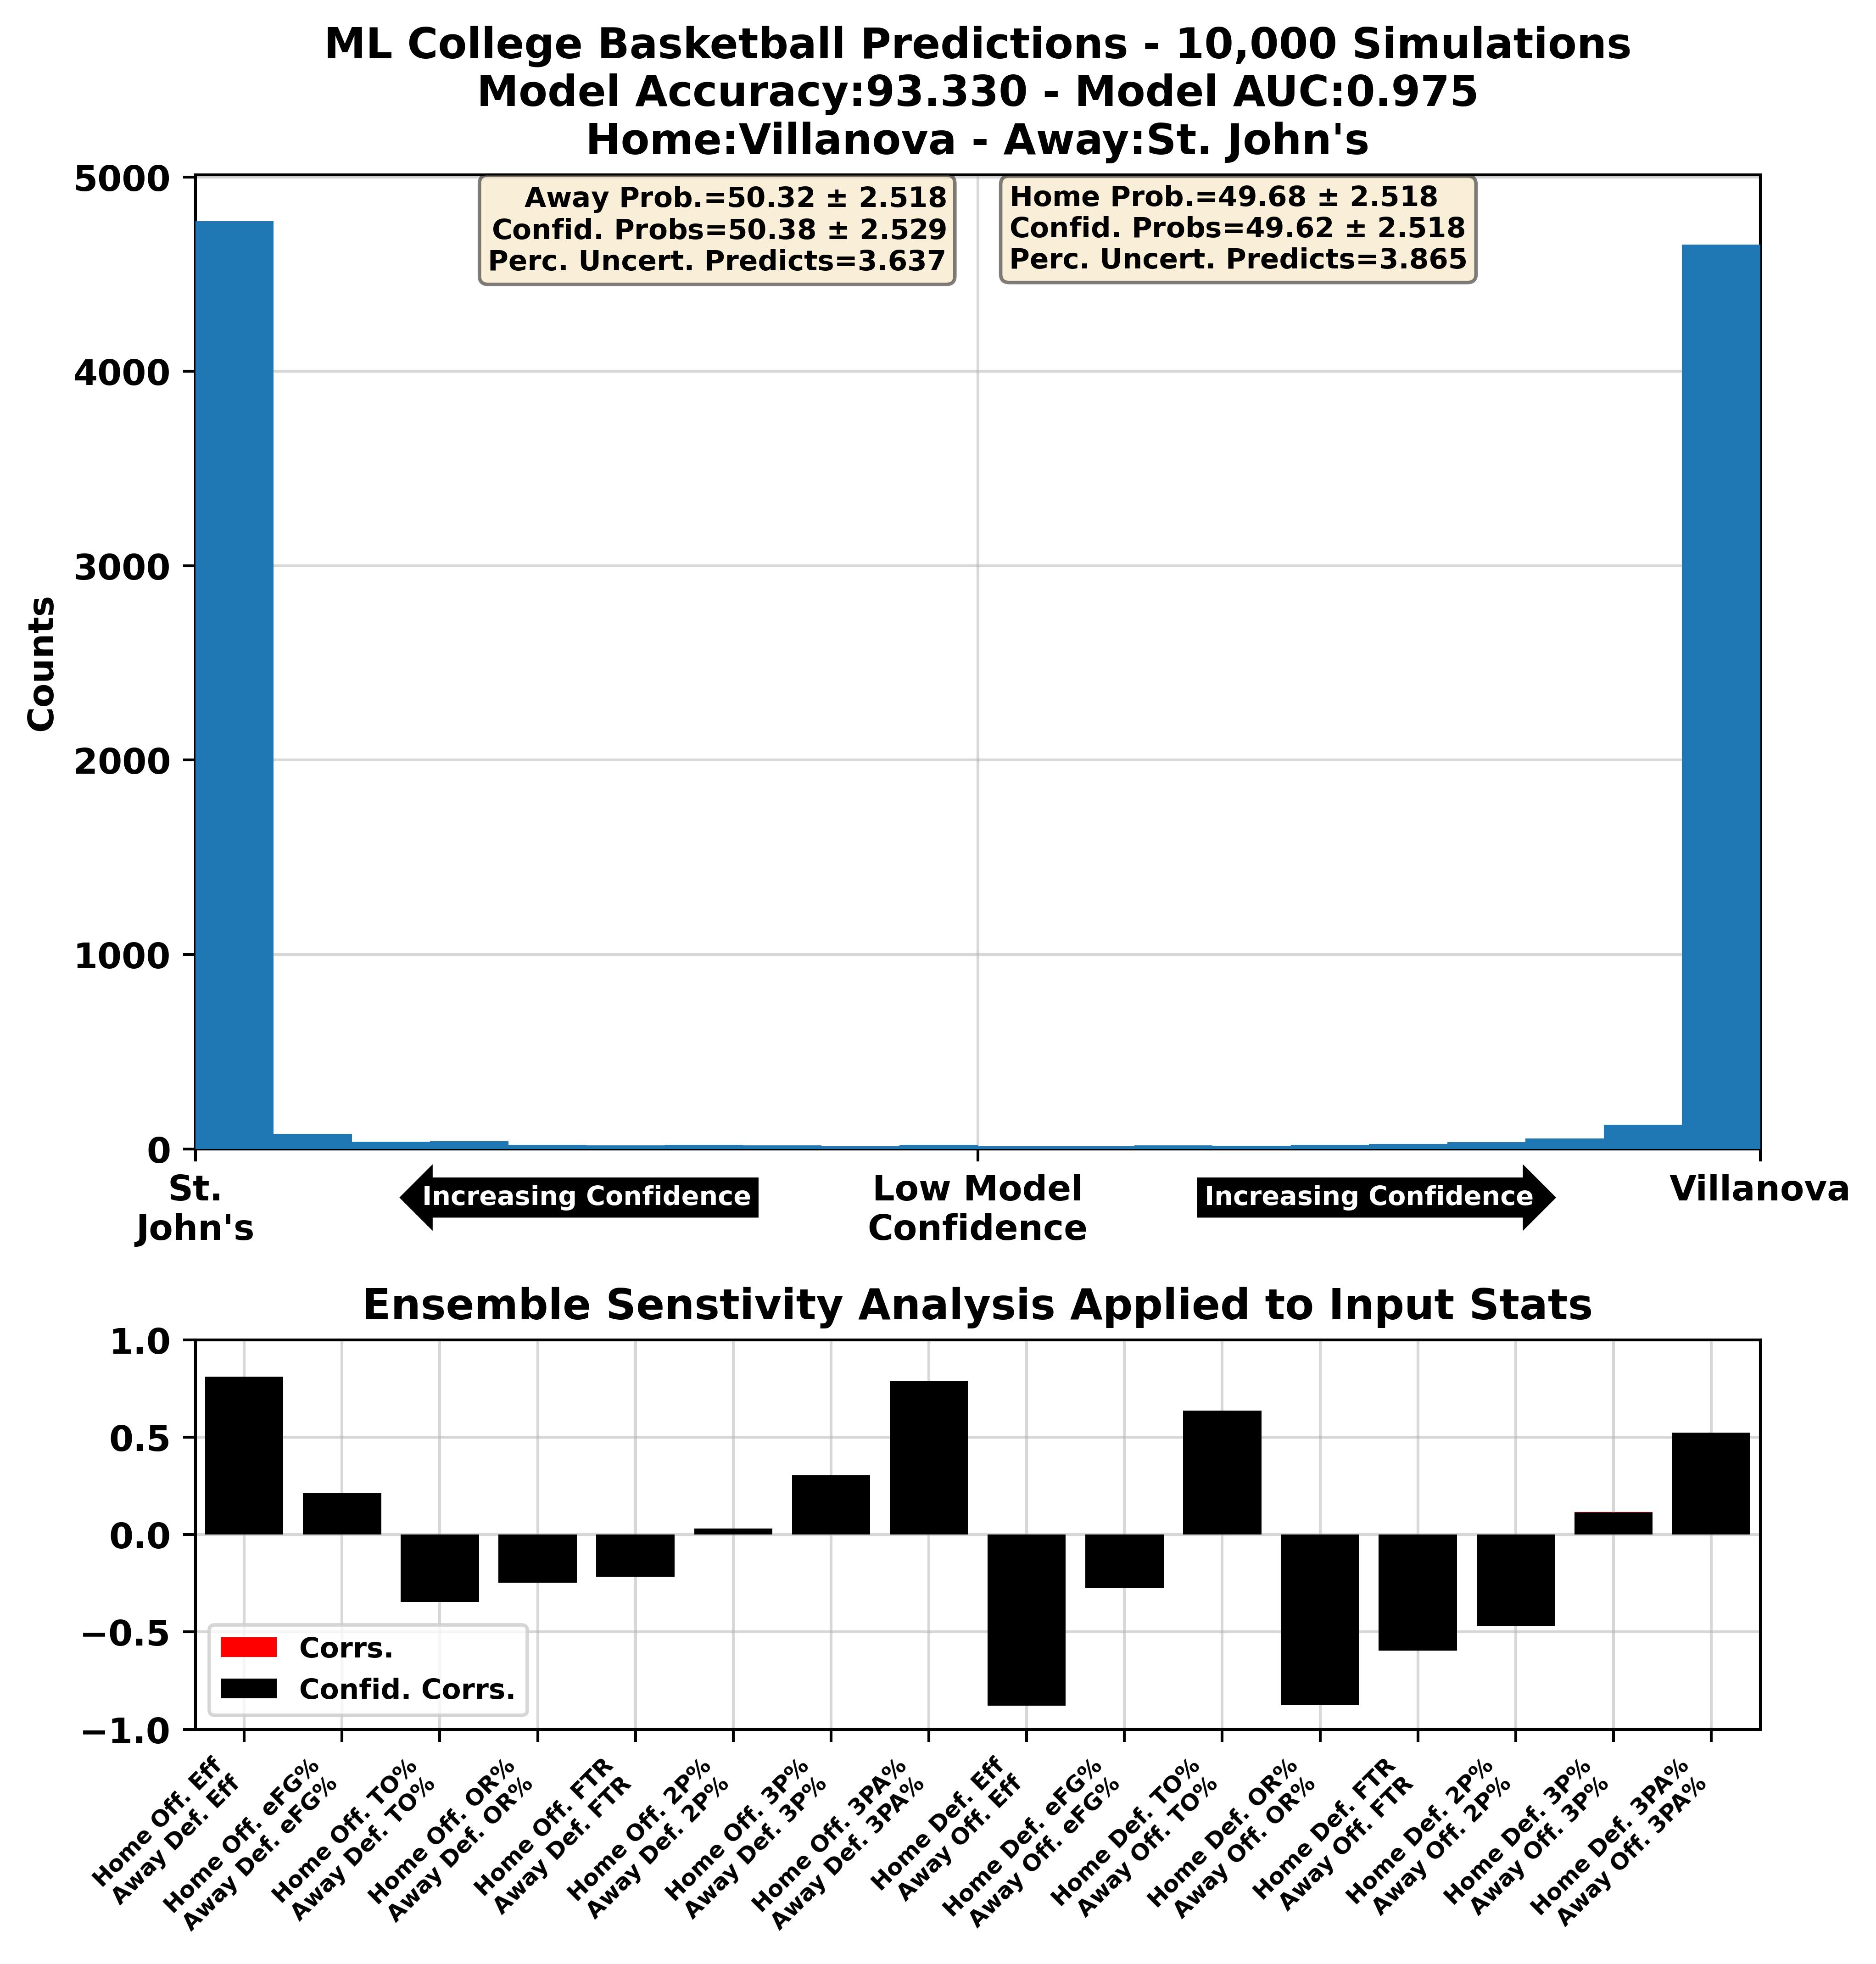 ML College Basketball Predictions - 10,000 Simulations
Model Accuracy:93.330 - Model AUC:0.975
Home:Villanova - Away:St. John's
Away Prob.=50.32 ± 2.518
Confid. Probs=50.38 ± 2.529
Perc. Uncert. Predicts=3.637
Home Prob.=49.68 ± 2.518
Confid. Probs=49.62 ± 2.518
Perc. Uncert. Predicts=3.865
5000
4000
3000
2000
1000
0
Counts
St.
John's
Increasing Confidence
Low Model
Confidence
Increasing Confidence
Villanova
Ensemble Senstivity Analysis Applied to Input Stats
1.0
0.5
0.0
−0.5
−1.0
Corrs.
Confid. Corrs.
Home Off. Eff
Away Def. Eff
Home Off. eFG%
Away Def. eFG%
Home Off. TO%
Away Def. TO%
Home Off. OR%
Away Def. OR%
Home Off. FTR
Away Def. FTR
Home Off. 2P%
Away Def. 2P%
Home Off. 3P%
Away Def. 3P%
Home Off. 3PA%
Away Def. 3PA%
Home Def. Eff
Away Off. Eff
Home Def. eFG%
Away Off. eFG%
Home Def. TO%
Away Off. TO%
Home Def. OR%
Away Off. OR%
Home Def. FTR
Away Off. FTR
Home Def. 2P%
Away Off. 2P%
Home Def. 3P%
Away Off. 3P%
Home Def. 3PA%
Away Off. 3PA%